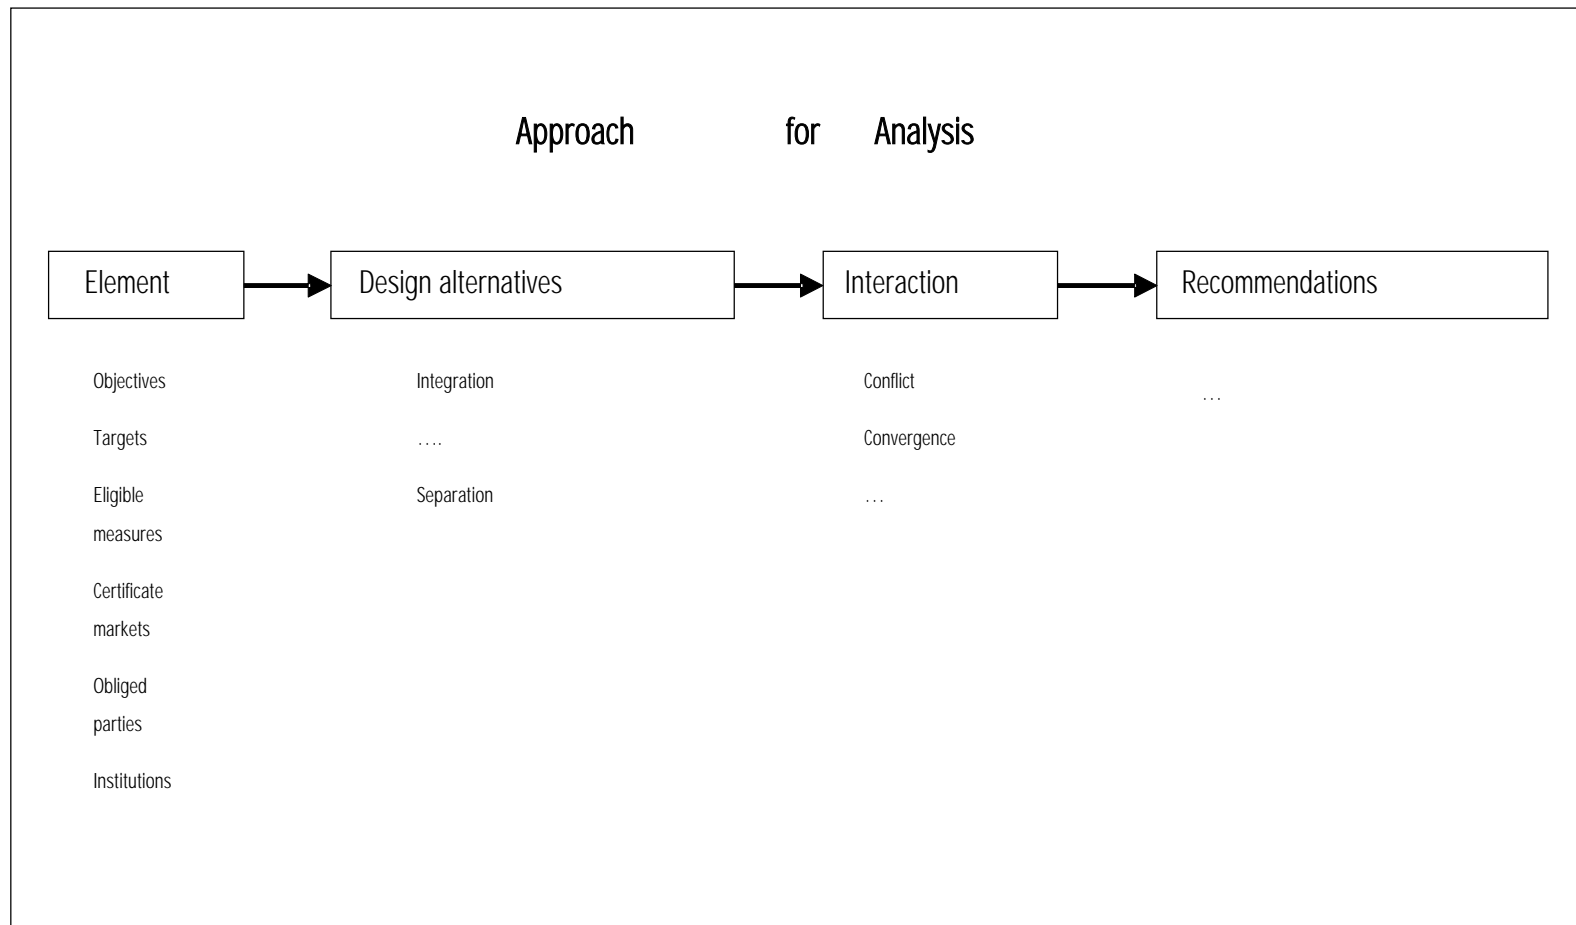 Approach for Analysis
Element
Design alternatives
Interaction
Recommendations
Objectives
Targets
Eligible
measures
Certificate
markets
Obliged
parties
Institutions
Integration
....
Separation
Conflict
Convergence
...
...